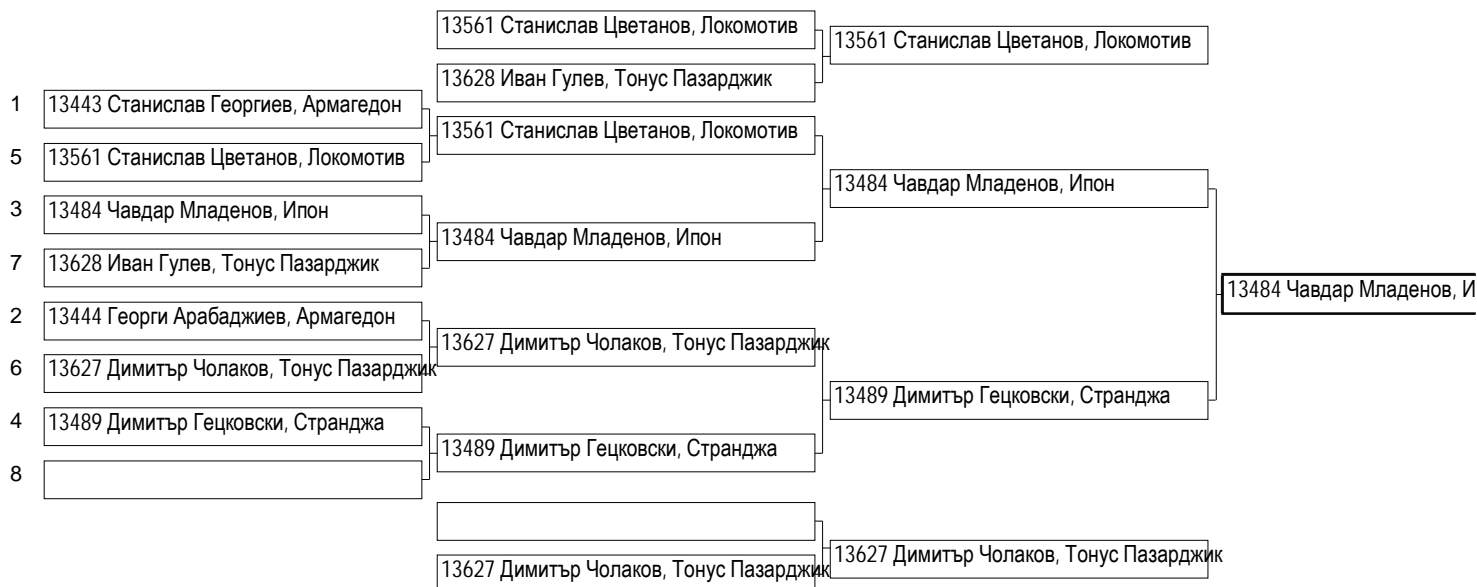 13561 Станислав Цветанов, Локомотив
13561 Станислав Цветанов, Локомотив
13628 Иван Гулев, Тонус Пазарджик
1 13443 Станислав Георгиев, Армагедон
13561 Станислав Цветанов, Локомотив
5 13561 Станислав Цветанов, Локомотив
13484 Чавдар Младенов, Ипон
3 13484 Чавдар Младенов, Ипон
13484 Чавдар Младенов, Ипон
7 13628 Иван Гулев, Тонус Пазарджик
13484 Чавдар Младенов, И
2 13444 Георги Арабаджиев, Армагедон
13627 Димитър Чолаков, Тонус Пазарджик
6 13627 Димитър Чолаков, Тонус Пазарджик
13489 Димитър Гецковски, Странджа
4 13489 Димитър Гецковски, Странджа
13489 Димитър Гецковски, Странджа
8
13627 Димитър Чолаков, Тонус Пазарджик
13627 Димитър Чолаков, Тонус Пазарджик